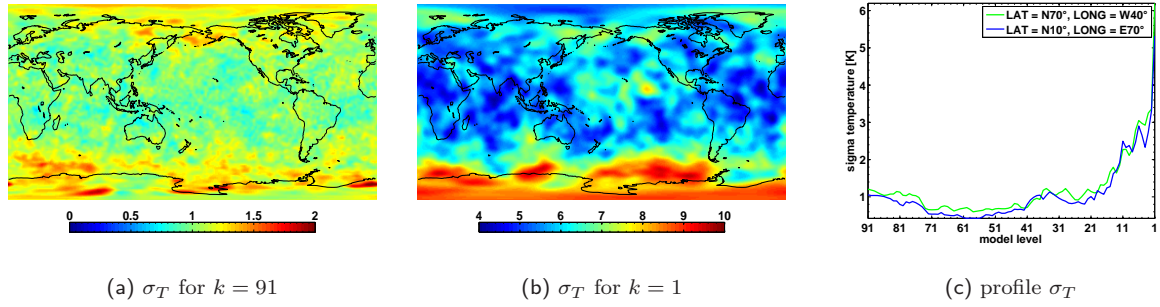 0 0.5 1 1.5 2
(a) σ_T for k = 91
4 5 6 7 8 9 10
(b) σ_T for k = 1
LAT = N70°, LONG = W40°
LAT = N10°, LONG = E70°
sigma temperature [K]
6
5
4
3
2
1
91 81 71 61 51 41 31 21 11 1
model level
(c) profile σ_T